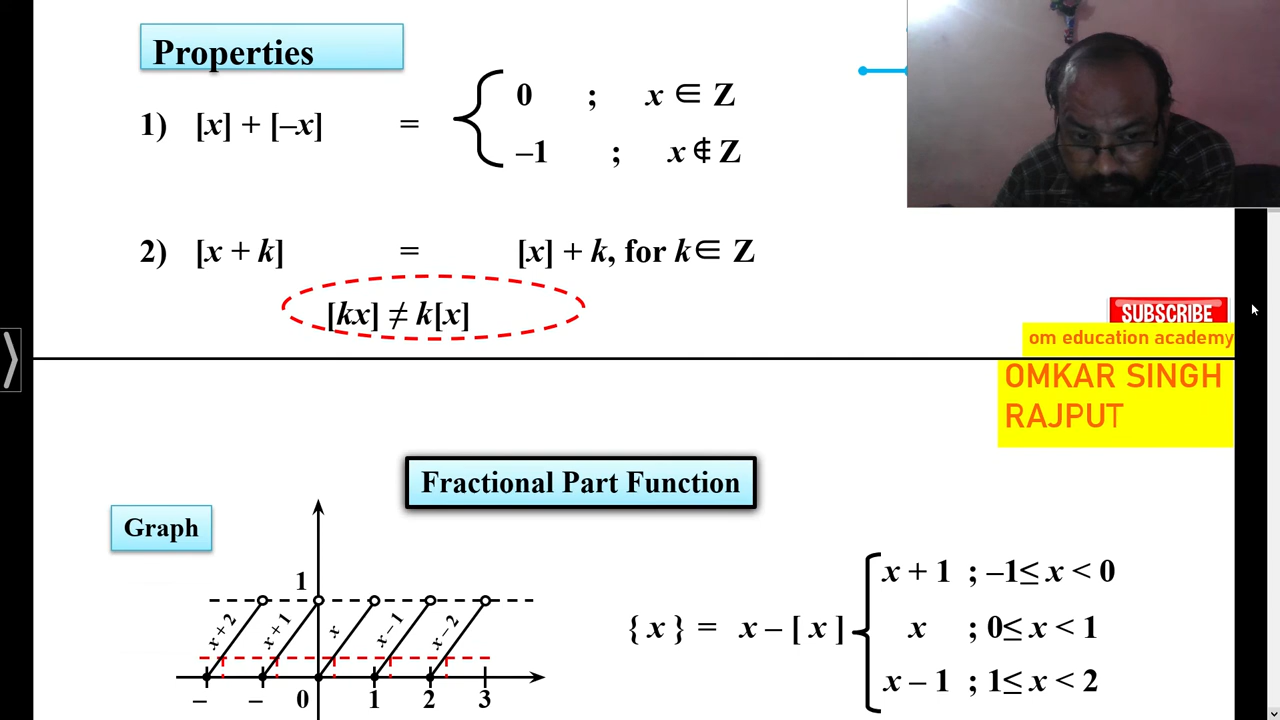 Properties
1) [x] + [–x] = { 0 ; x ∈ Z
–1 ; x ∉ Z
2) [x + k] = [x] + k, for k ∈ Z
[kx] ≠ k[x]
SUBSCRIBE
om education academy
OMKAR SINGH
RAJPUT
Fractional Part Function
Graph
1
x + 2 x + 1 x x – 1 x – 2
– – 0 1 2 3
{ x } = x – [ x ]
x + 1 ; –1≤ x < 0
x ; 0≤ x < 1
x – 1 ; 1≤ x < 2